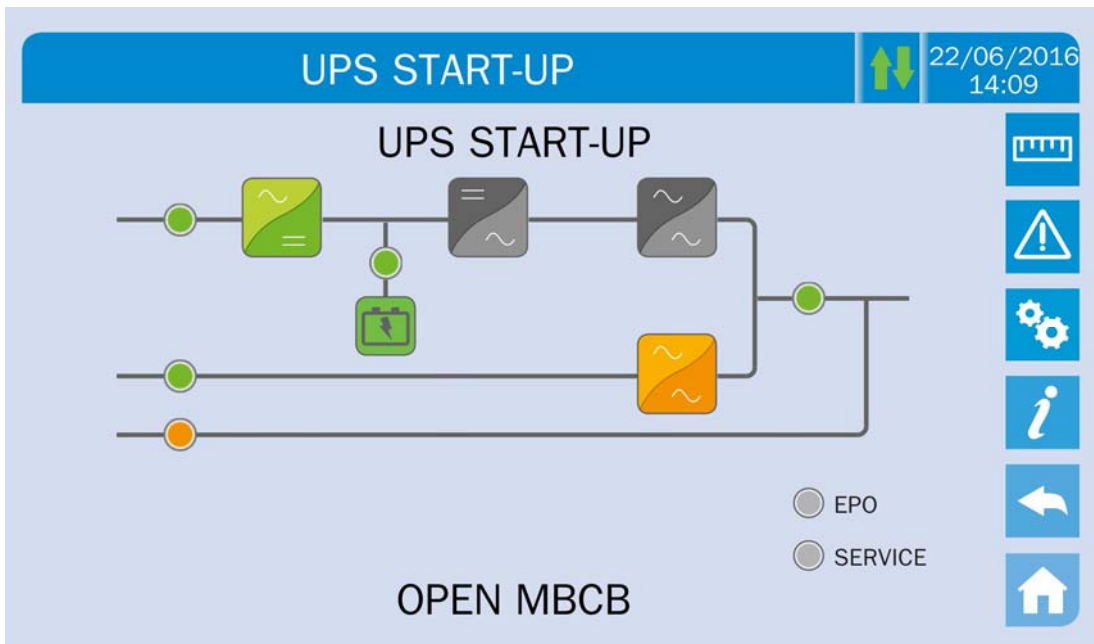 UPS START-UP
22/06/2016
14:09
UPS START-UP
EPO
SERVICE
OPEN MBCB